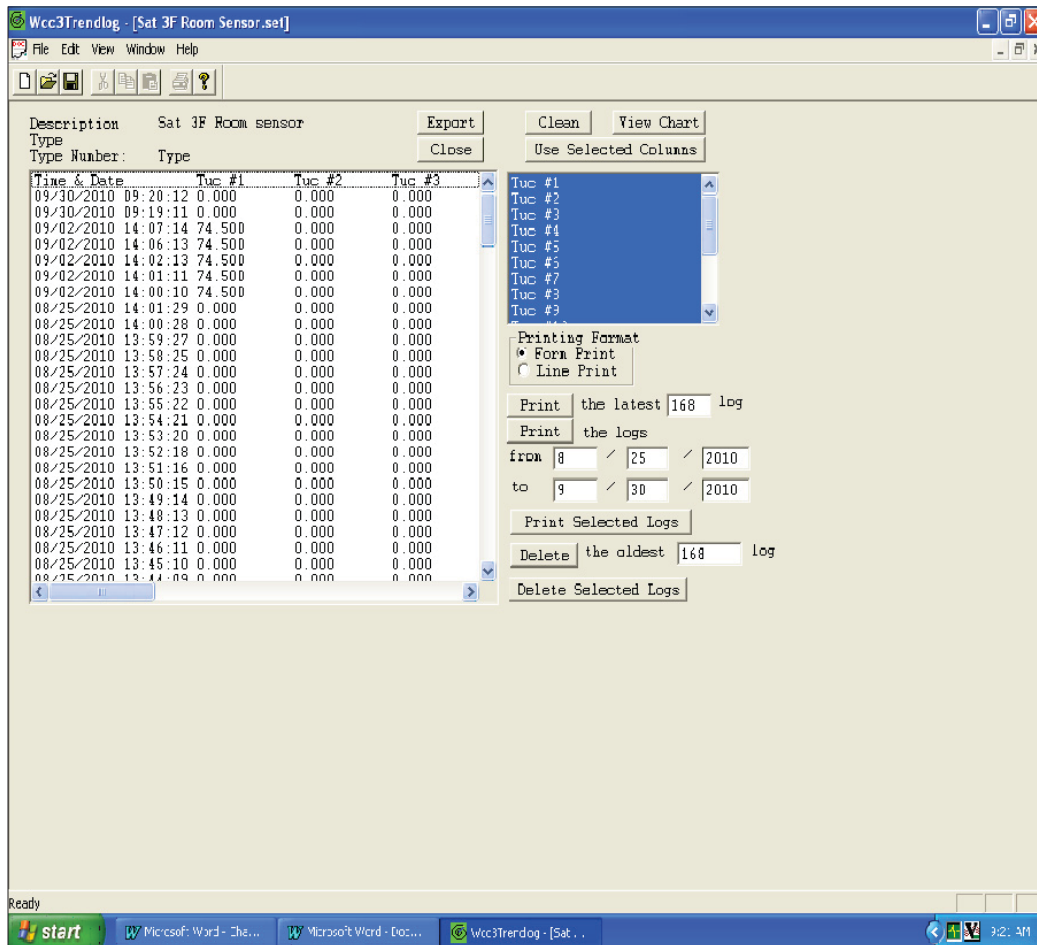 Wcc3Trendlog - [Sat 3F Room Sensor.set]
File Edit View Window Help
Description Sat 3F Room sensor
Type
Type Number: Type
Export
Close
Clean
View Chart
Use Selected Columns
Time & Date Tuc #1 Tuc #2 Tuc #3
09/30/2010 09:20:12 0.000 0.000 0.000
09/30/2010 09:19:11 0.000 0.000 0.000
09/02/2010 14:07:14 74.500 0.000 0.000
09/02/2010 14:06:13 74.500 0.000 0.000
09/02/2010 14:02:13 74.500 0.000 0.000
09/02/2010 14:01:11 74.500 0.000 0.000
09/02/2010 14:00:10 74.500 0.000 0.000
08/25/2010 14:01:29 0.000 0.000 0.000
08/25/2010 14:00:28 0.000 0.000 0.000
08/25/2010 13:59:27 0.000 0.000 0.000
08/25/2010 13:58:25 0.000 0.000 0.000
08/25/2010 13:57:24 0.000 0.000 0.000
08/25/2010 13:56:23 0.000 0.000 0.000
08/25/2010 13:55:22 0.000 0.000 0.000
08/25/2010 13:54:21 0.000 0.000 0.000
08/25/2010 13:53:20 0.000 0.000 0.000
08/25/2010 13:52:18 0.000 0.000 0.000
08/25/2010 13:51:16 0.000 0.000 0.000
08/25/2010 13:50:15 0.000 0.000 0.000
08/25/2010 13:49:14 0.000 0.000 0.000
08/25/2010 13:48:13 0.000 0.000 0.000
08/25/2010 13:47:12 0.000 0.000 0.000
08/25/2010 13:46:11 0.000 0.000 0.000
08/25/2010 13:45:10 0.000 0.000 0.000
08/25/2010 13:44:09 0.000 0.000 0.000
Tuc #1
Tuc #2
Tuc #3
Tuc #4
Tuc #5
Tuc #6
Tuc #7
Tuc #8
Tuc #9
Printing Format
Form Print
Line Print
Print the latest 168 log
Print the logs
from 8 / 25 / 2010
to 9 / 30 / 2010
Print Selected Logs
Delete the oldest 168 log
Delete Selected Logs
Ready
start
Microsoft Word - Cha...
Microsoft Word - Doc...
Wcc3Trendlog - [Sat ...
9:21 AM